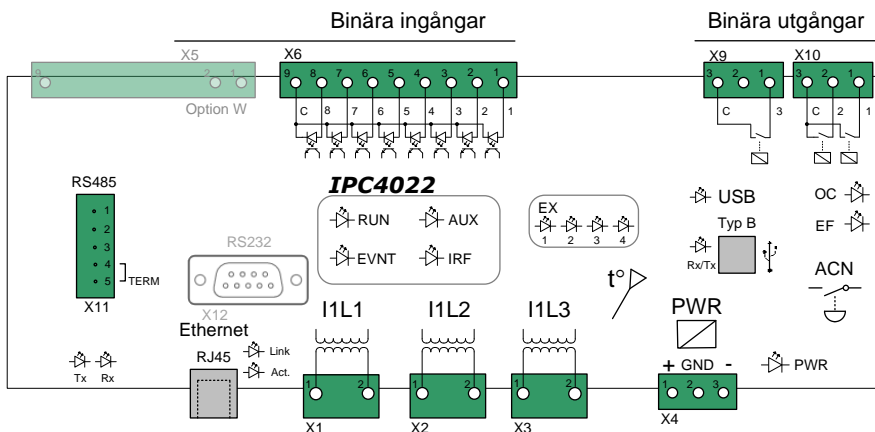 Binära ingångar
Binära utgångar
X5
X6
X9
X10
9 2 1
9 8 7 6 5 4 3 2 1
3 2 1
3 2 1
Option W
C 8 7 6 5 4 3 2 1
C 3
C 2 1
IPC4022
RS485
1
2
3
4
5
TERM
X11
RS232
X12
RUN
AUX
EVNT
IRF
EX
1 2 3 4
USB
Typ B
Rx/Tx
OC
EF
ACN
t°
Ethernet
RJ45
Link
Act.
Tx
Rx
I1L1
I1L2
I1L3
PWR
+ GND -
PWR
1 2
1 2
1 2
1 2 3
X1
X2
X3
X4